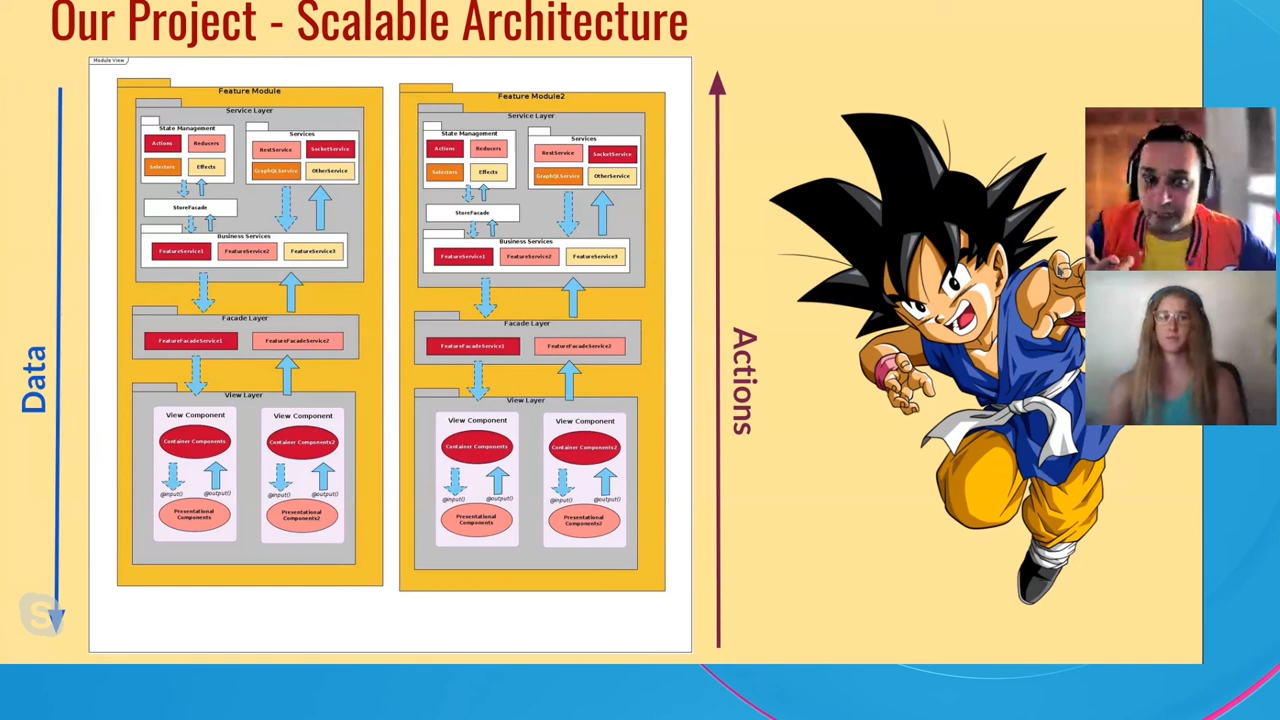 Our Project - Scalable Architecture
Module View
Data
Feature Module
Service Layer
State Management
Actions
Reducers
Selectors
Effects
Services
RestService
SocketService
GraphQLService
OtherService
StoreFacade
Business Services
FeatureService1
FeatureService2
FeatureService3
Facade Layer
FeatureFacadeService1
FeatureFacadeService2
View Layer
View Component
Container Components
@input()
@output()
Presentational
Components
View Component
Container Components2
@input()
@output()
Presentational
Components2
Feature Module2
Service Layer
State Management
Actions
Reducers
Selectors
Effects
Services
RestService
SocketService
GraphQLService
OtherService
StoreFacade
Business Services
FeatureService1
FeatureService2
FeatureService3
Facade Layer
FeatureFacadeService1
FeatureFacadeService2
View Layer
View Component
Container Components
@input()
@output()
Presentational
Components
View Component
Container Components2
@input()
@output()
Presentational
Components2
Actions
S